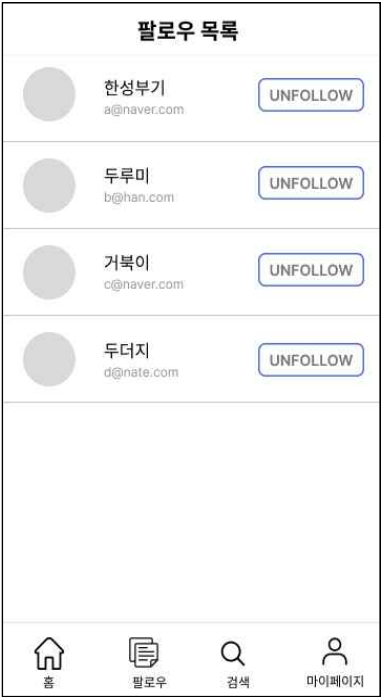 팔로우 목록
한성부기
a@naver.com
UNFOLLOW
두루미
b@han.com
UNFOLLOW
거북이
c@naver.com
UNFOLLOW
두더지
d@nate.com
UNFOLLOW
홈
팔로우
검색
마이페이지